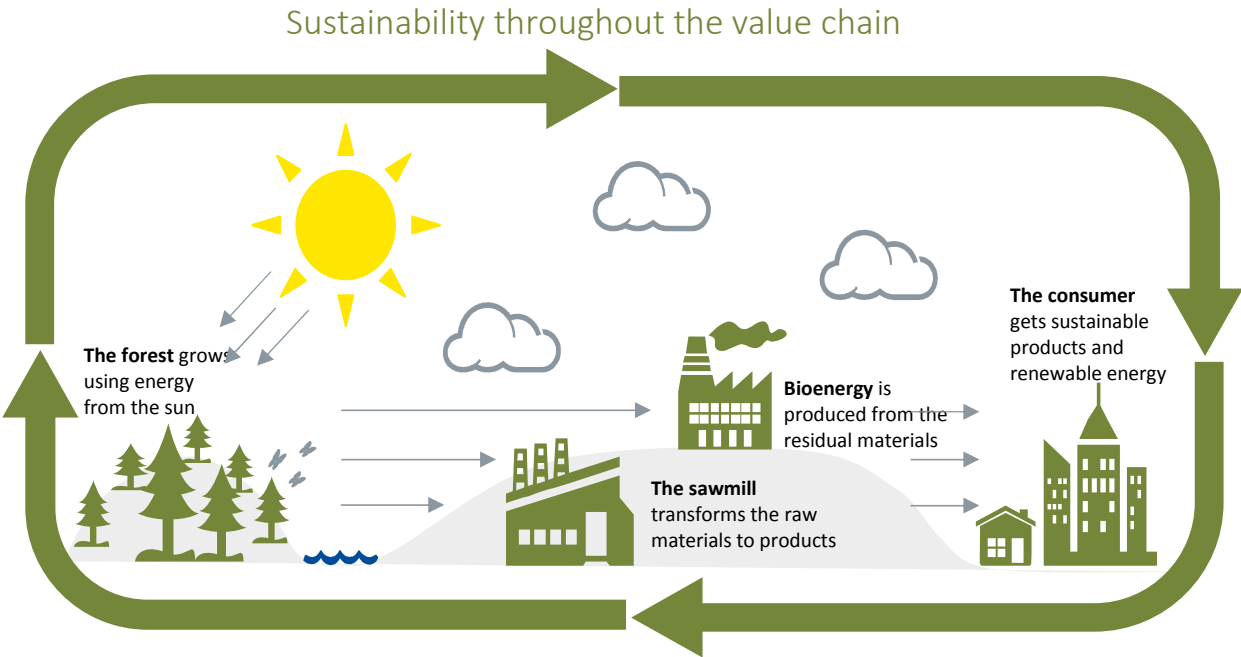 Sustainability throughout the value chain
The forest grows
using energy
from the sun
The sawmill
transforms the raw
materials to products
Bioenergy is
produced from the
residual materials
The consumer
gets sustainable
products and
renewable energy